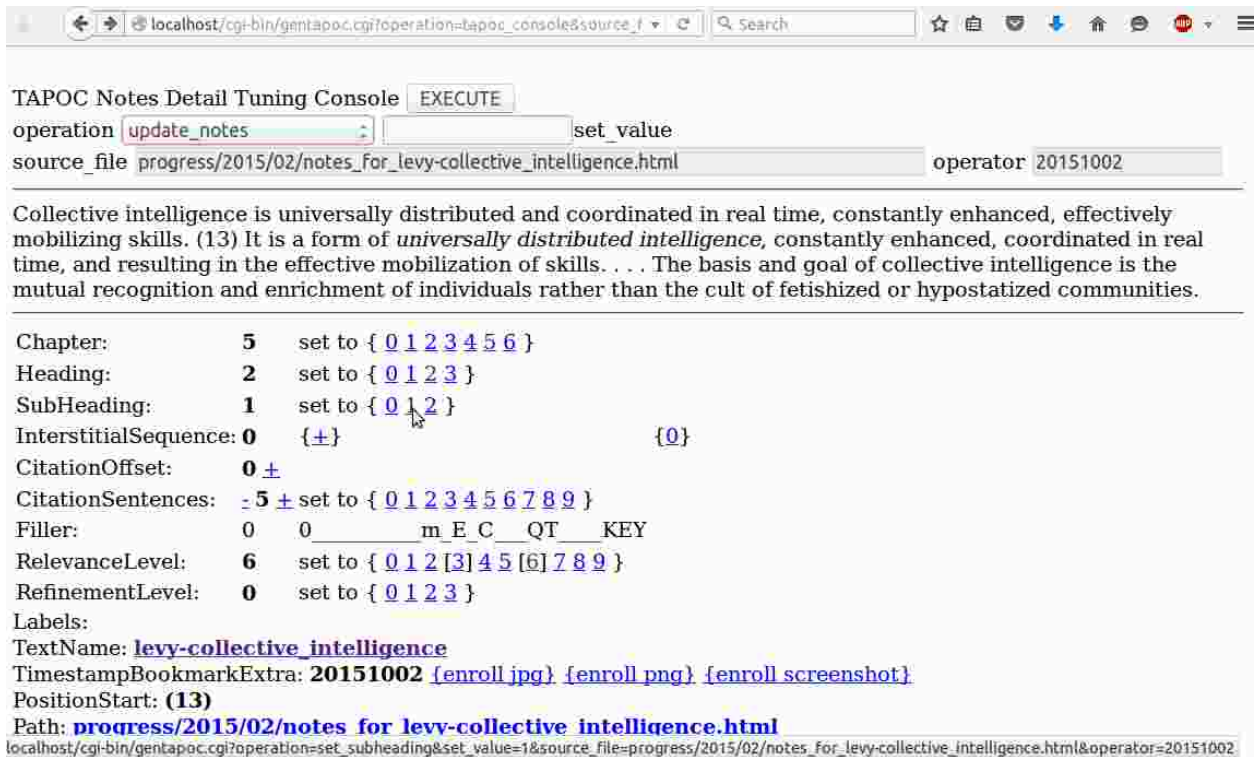 localhost/cgi-bin/gentapoc.cgi?operation=tapoc_console&source_f
Search
TAPOC Notes Detail Tuning Console EXECUTE
operation update_notes set_value
source_file progress/2015/02/notes_for_levy-collective_intelligence.html operator 20151002
Collective intelligence is universally distributed and coordinated in real time, constantly enhanced, effectively
mobilizing skills. (13) It is a form of universally distributed intelligence, constantly enhanced, coordinated in real
time, and resulting in the effective mobilization of skills. . . . The basis and goal of collective intelligence is the
mutual recognition and enrichment of individuals rather than the cult of fetishized or hypostatized communities.
Chapter: 5 set to { 0 1 2 3 4 5 6 }
Heading: 2 set to { 0 1 2 3 }
SubHeading: 1 set to { 0 1 2 }
InterstitialSequence: 0 {+} {0}
CitationOffset: 0 +
CitationSentences: - 5 + set to { 0 1 2 3 4 5 6 7 8 9 }
Filler: 0 0__________m_E_C___QT____KEY
RelevanceLevel: 6 set to { 0 1 2 [3] 4 5 [6] 7 8 9 }
RefinementLevel: 0 set to { 0 1 2 3 }
Labels:
TextName: levy-collective_intelligence
TimestampBookmarkExtra: 20151002 {enroll jpg} {enroll png} {enroll screenshot}
PositionStart: (13)
Path: progress/2015/02/notes_for_levy-collective_intelligence.html
localhost/cgi-bin/gentapoc.cgi?operation=set_subheading&set_value=1&source_file=progress/2015/02/notes_for_levy-collective_intelligence.html&operator=20151002